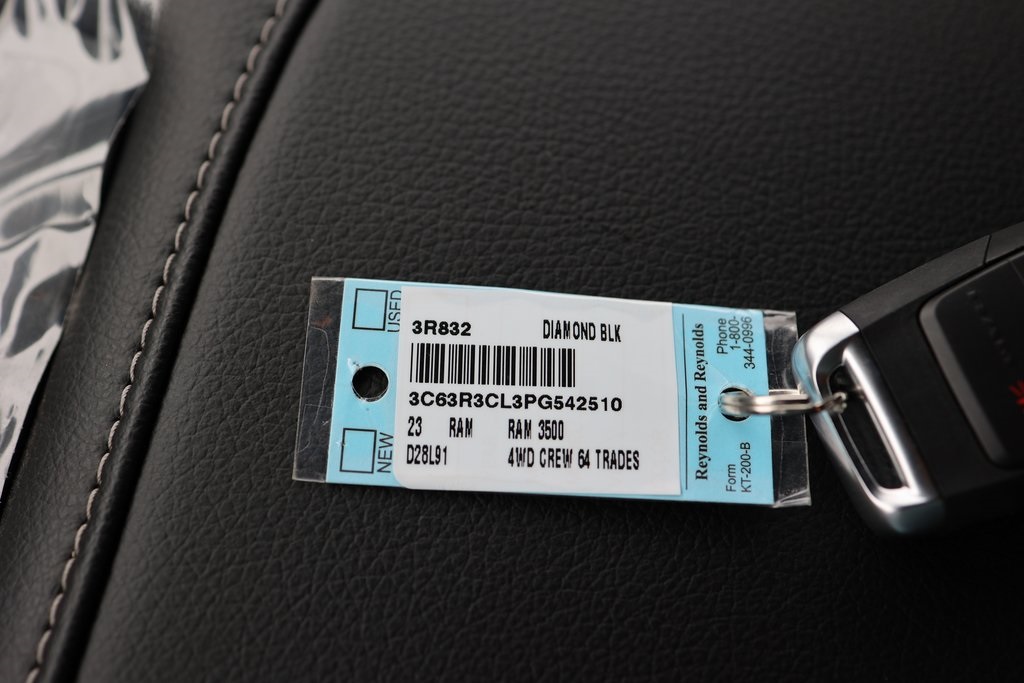 USED
NEW
3R832 DIAMOND BLK
3C63R3CL3PG542510
23 RAM RAM 3500
D28L91 4WD CREW 64 TRADES
Reynolds and Reynolds
Form
KT-200-B
Phone
1-800-
344-0996